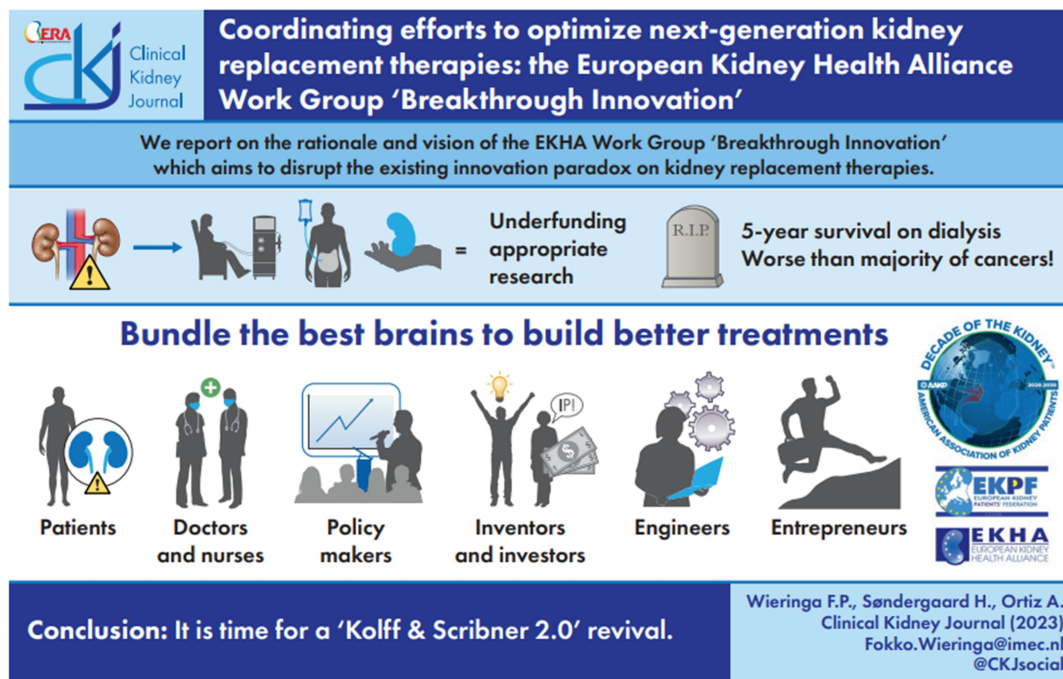 ERA
CKJ
Clinical
Kidney
Journal
Coordinating efforts to optimize next-generation kidney
replacement therapies: the European Kidney Health Alliance
Work Group ‘Breakthrough Innovation’
We report on the rationale and vision of the EKHA Work Group ‘Breakthrough Innovation’
which aims to disrupt the existing innovation paradox on kidney replacement therapies.
=
Underfunding
appropriate
research
R.I.P.
5-year survival on dialysis
Worse than majority of cancers!
Bundle the best brains to build better treatments
IP!
$
Patients
Doctors
and nurses
Policy
makers
Inventors
and investors
Engineers
Entrepreneurs
DECADE OF THE KIDNEY™
AAKP
2020-2030
AMERICAN ASSOCIATION OF KIDNEY PATIENTS
EKPF
EUROPEAN KIDNEY
PATIENTS' FEDERATION
EKHA
EUROPEAN KIDNEY
HEALTH ALLIANCE
Conclusion: It is time for a ‘Kolff & Scribner 2.0’ revival.
Wieringa F.P., Søndergaard H., Ortiz A.
Clinical Kidney Journal (2023)
Fokko.Wieringa@imec.nl
@CKJsocial